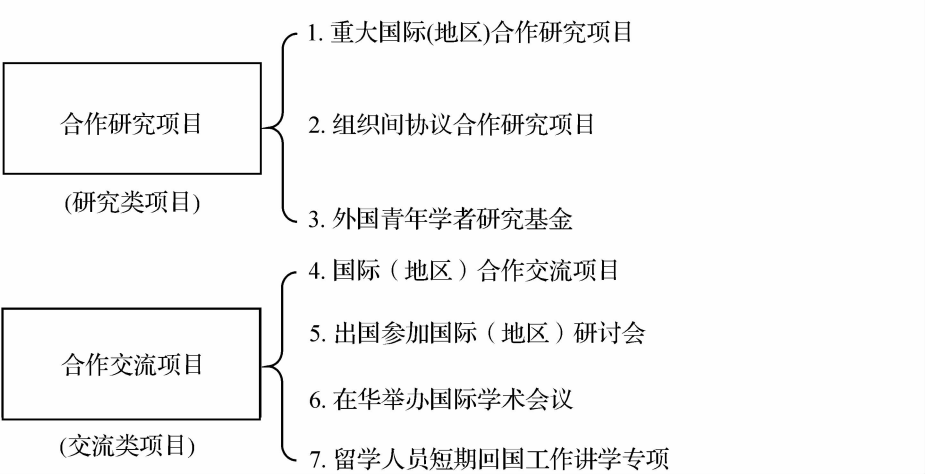 合作研究项目
(研究类项目)
1. 重大国际(地区)合作研究项目
2. 组织间协议合作研究项目
3. 外国青年学者研究基金
合作交流项目
(交流类项目)
4. 国际（地区）合作交流项目
5. 出国参加国际（地区）研讨会
6. 在华举办国际学术会议
7. 留学人员短期回国工作讲学专项